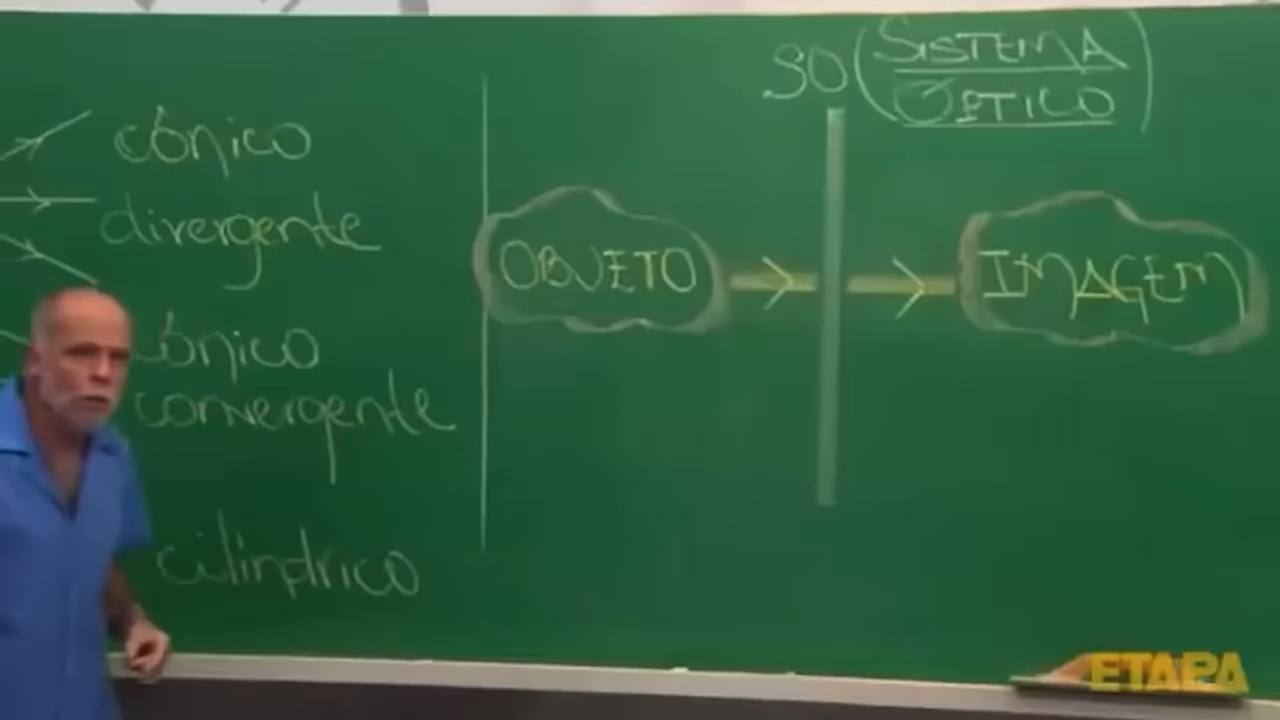 cônico
divergente
cônico
convergente
cilíndrico
SO (SISTEMA
ÓPTICO)
OBJETO
IMAGEM
ETAPA